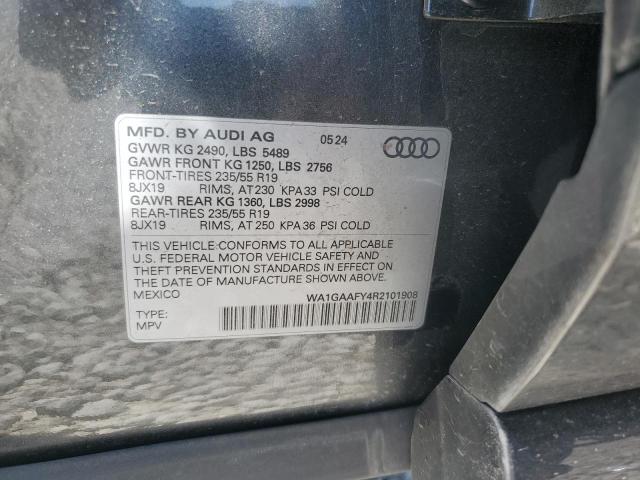 MFD. BY AUDI AG 05 24
GVWR KG 2490, LBS 5489
GAWR FRONT KG 1250, LBS 2756
FRONT-TIRES 235/55 R19
8JX19 RIMS, AT 230 KPA 33 PSI COLD
GAWR REAR KG 1360, LBS 2998
REAR-TIRES 235/55 R19
8JX19 RIMS, AT 250 KPA 36 PSI COLD
THIS VEHICLE CONFORMS TO ALL APPLICABLE
U.S. FEDERAL MOTOR VEHICLE SAFETY AND
THEFT PREVENTION STANDARDS IN EFFECT ON
THE DATE OF MANUFACTURE SHOWN ABOVE.
MEXICO WA1GAAFY4R2101908
TYPE:
MPV